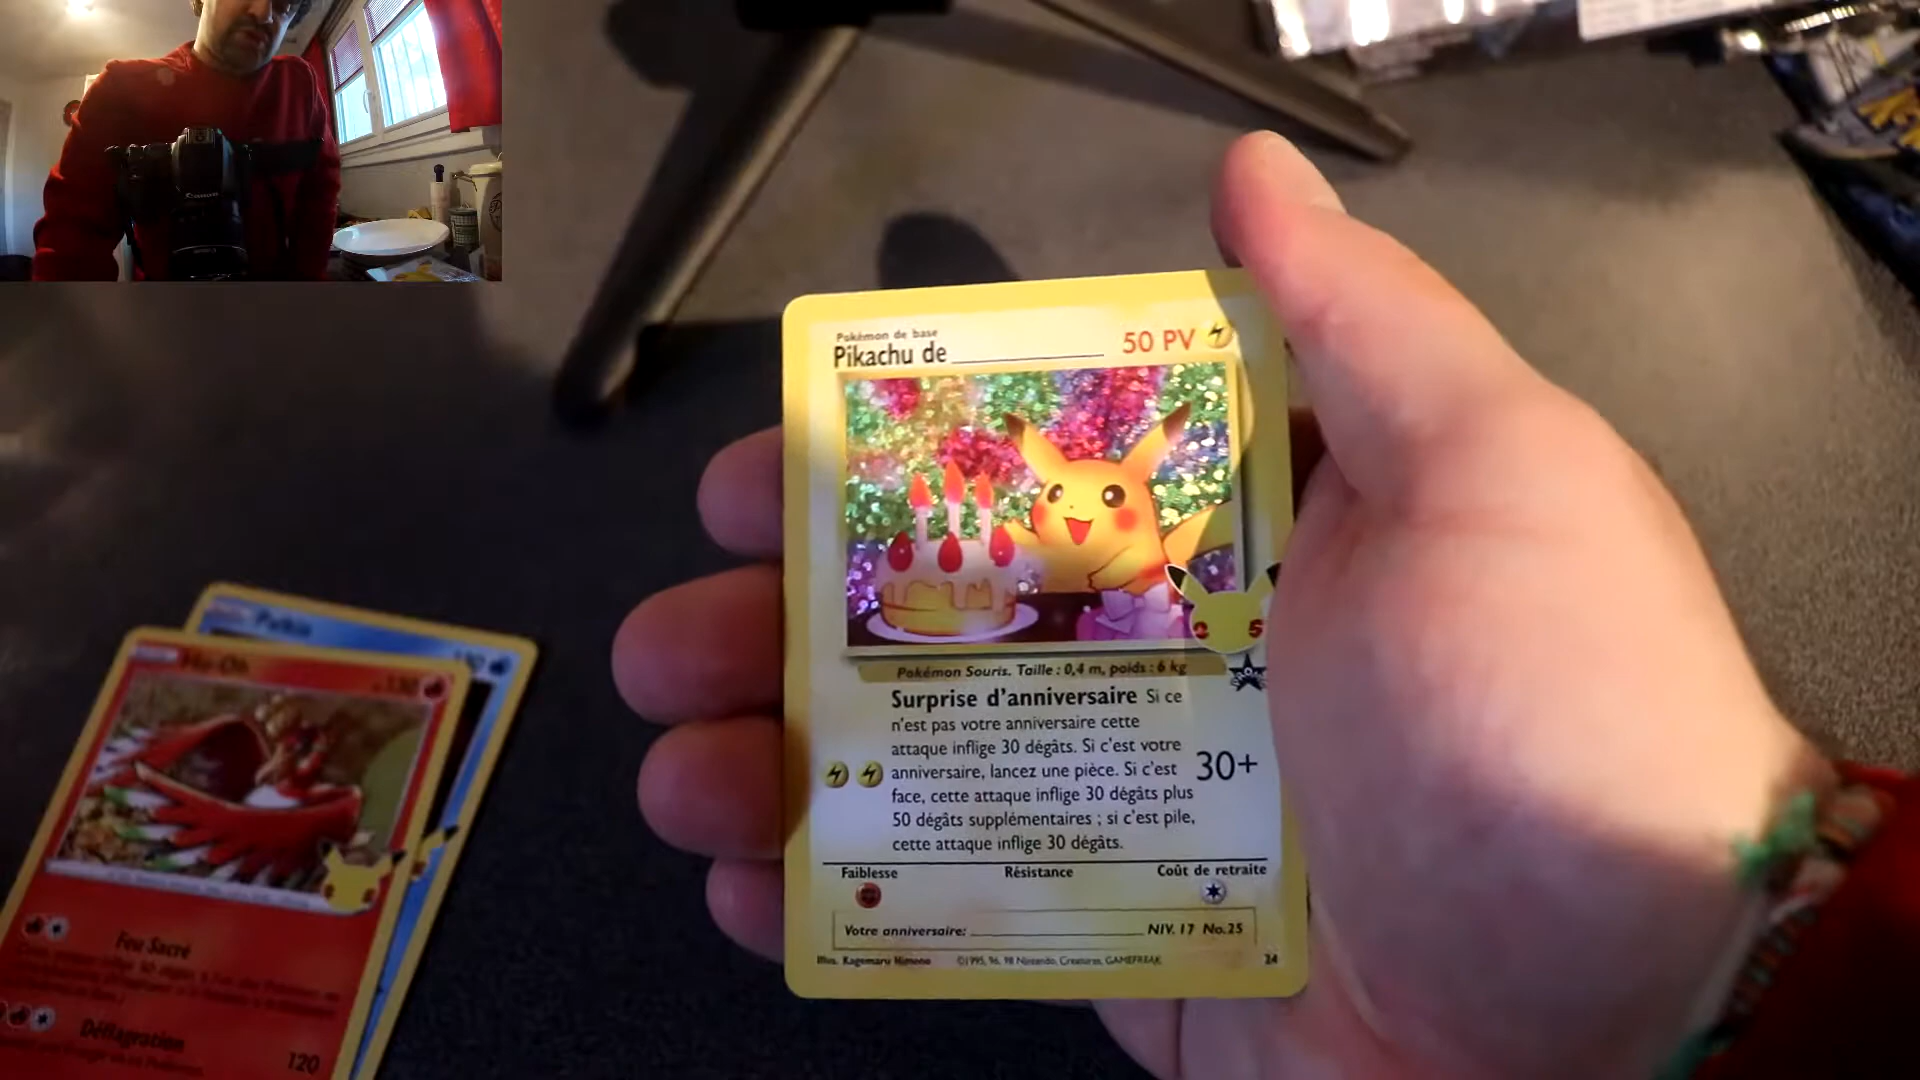 Canon
Pokémon de base
Pikachu de
50 PV
Pokémon Souris. Taille : 0,4 m, poids : 6 kg
Surprise d'anniversaire Si ce
n'est pas votre anniversaire cette
attaque inflige 30 dégâts. Si c'est votre
anniversaire, lancez une pièce. Si c'est
face, cette attaque inflige 30 dégâts plus
50 dégâts supplémentaires ; si c'est pile,
cette attaque inflige 30 dégâts.
30+
Faiblesse Résistance Coût de retraite
Votre anniversaire: NIV. 17 No.25
Illus. Kagemaru Himeno ©1995, 96, 98 Nintendo, Creatures, GAMEFREAK. 24
Palkia
Ho-Oh
130
Feu Sacré
Déflagration
120